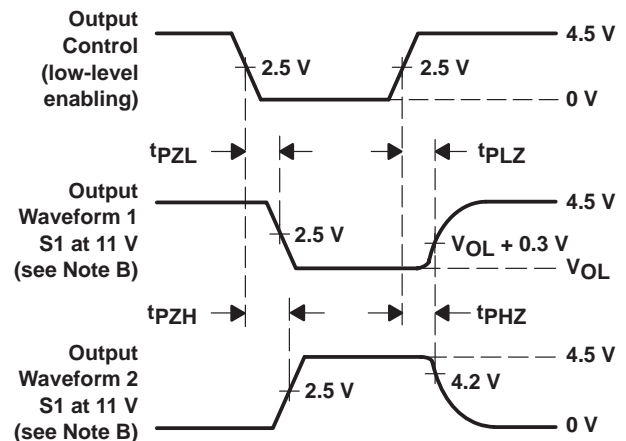 Output
Control
(low-level
enabling)
4.5 V
2.5 V
2.5 V
0 V
tPZL
tPLZ
Output
Waveform 1
S1 at 11 V
(see Note B)
4.5 V
2.5 V
VOL + 0.3 V
VOL
tPZH
tPHZ
Output
Waveform 2
S1 at 11 V
(see Note B)
4.5 V
4.2 V
2.5 V
0 V